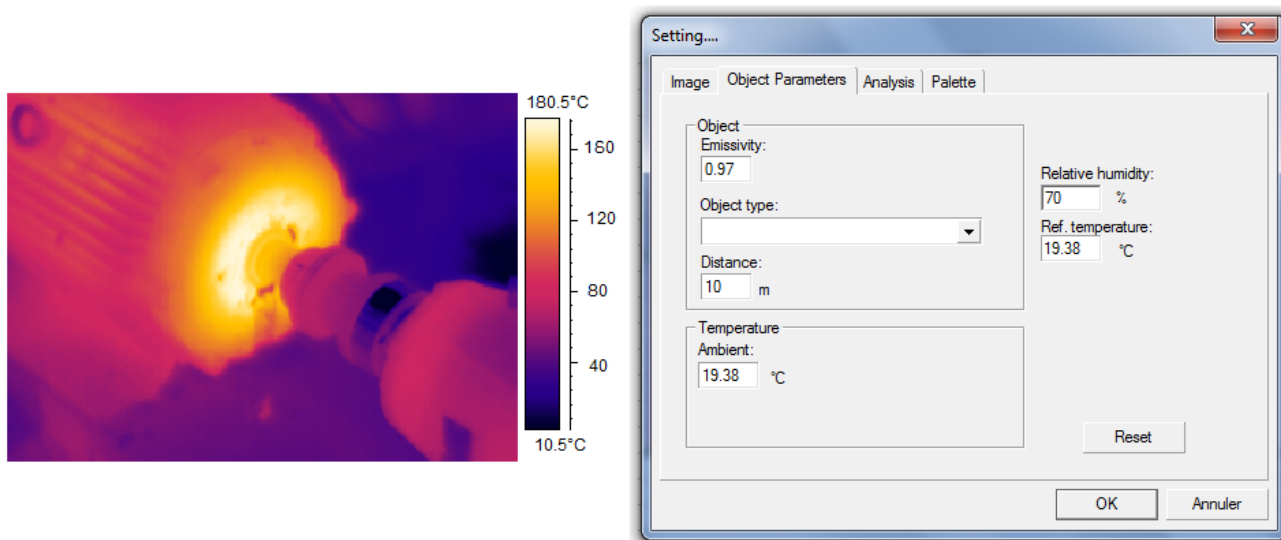 180.5°C
160
120
80
40
10.5°C
Setting....
Image Object Parameters Analysis Palette
Object
Emissivity:
0.97
Object type:
Distance:
10 m
Temperature
Ambient:
19.38 °C
Relative humidity:
70 %
Ref. temperature:
19.38 °C
Reset
OK Annuler